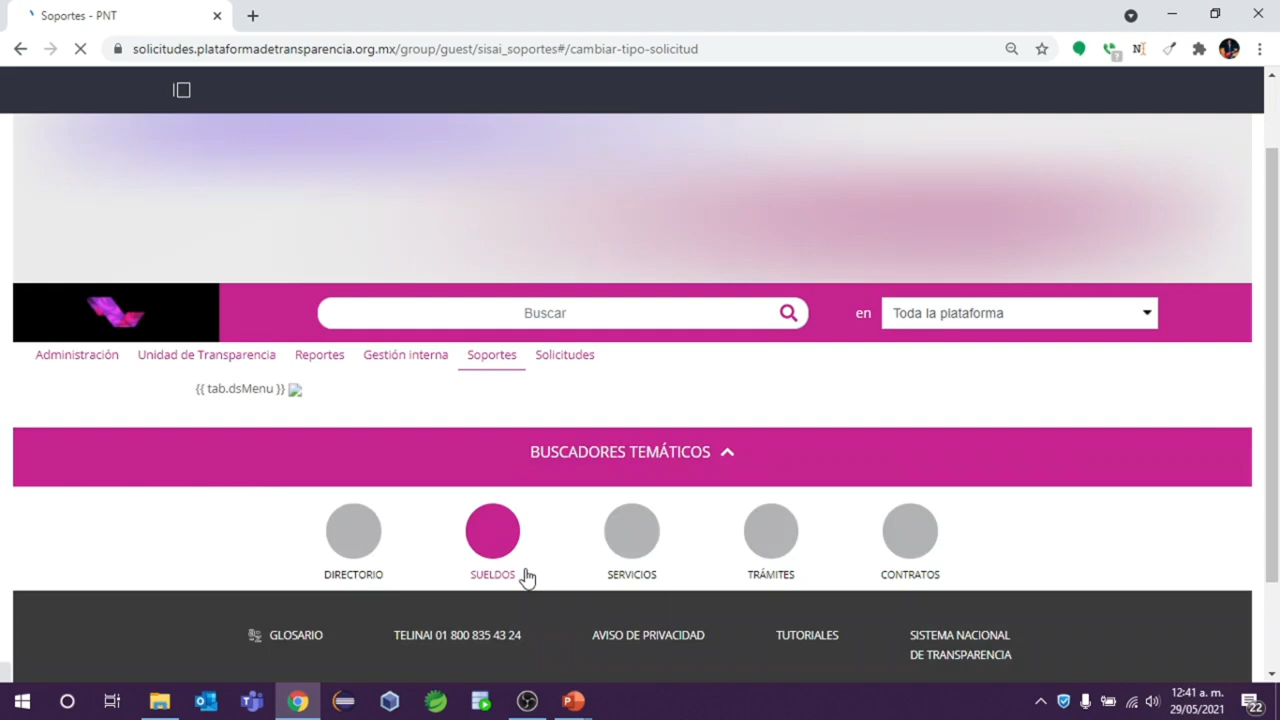 Soportes - PNT
solicitudes.plataformadetransparencia.org.mx/group/guest/sisai_soportes#/cambiar-tipo-solicitud
Buscar
en
Toda la plataforma
Administración
Unidad de Transparencia
Reportes
Gestión interna
Soportes
Solicitudes
{{ tab.dsMenu }}
BUSCADORES TEMÁTICOS
DIRECTORIO
SUELDOS
SERVICIOS
TRÁMITES
CONTRATOS
GLOSARIO
TELINAI 01 800 835 43 24
AVISO DE PRIVACIDAD
TUTORIALES
SISTEMA NACIONAL
DE TRANSPARENCIA
12:41 a. m.
29/05/2021
22